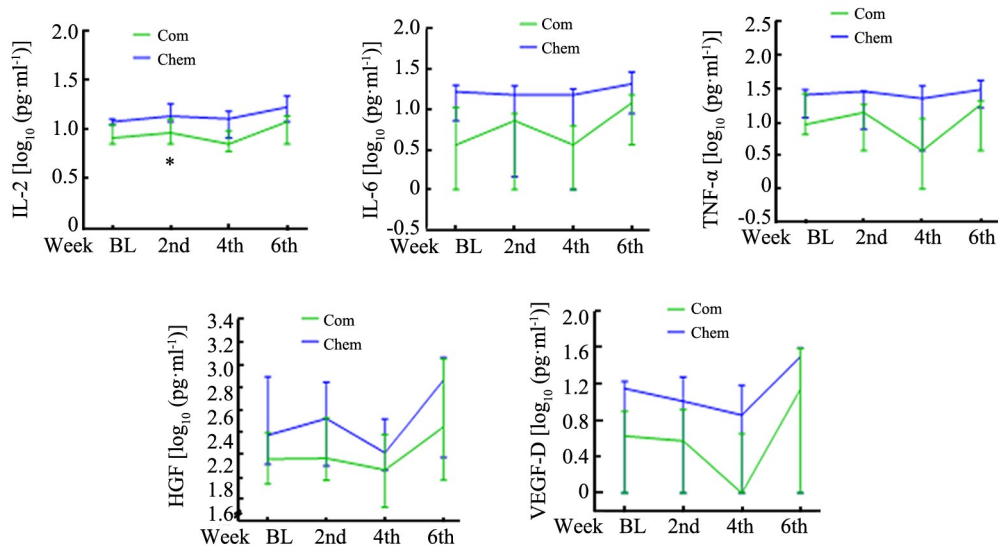 IL-2 [log10 (pg·ml-1)]
2.0
1.5
1.0
0.5
0
Com
Chem
*
Week BL 2nd 4th 6th
IL-6 [log10 (pg·ml-1)]
2.0
1.5
1.0
0.5
0
-0.5
Com
Chem
Week BL 2nd 4th 6th
TNF-α [log10 (pg·ml-1)]
2.5
2.0
1.5
1.0
0.5
0
-0.5
Com
Chem
Week BL 2nd 4th 6th
HGF [log10 (pg·ml-1)]
3.4
3.2
3.0
2.8
2.6
2.4
2.2
2.0
1.8
1.6
Com
Chem
Week BL 2nd 4th 6th
VEGF-D [log10 (pg·ml-1)]
2.0
1.6
1.2
0.8
0.4
0
Com
Chem
Week BL 2nd 4th 6th